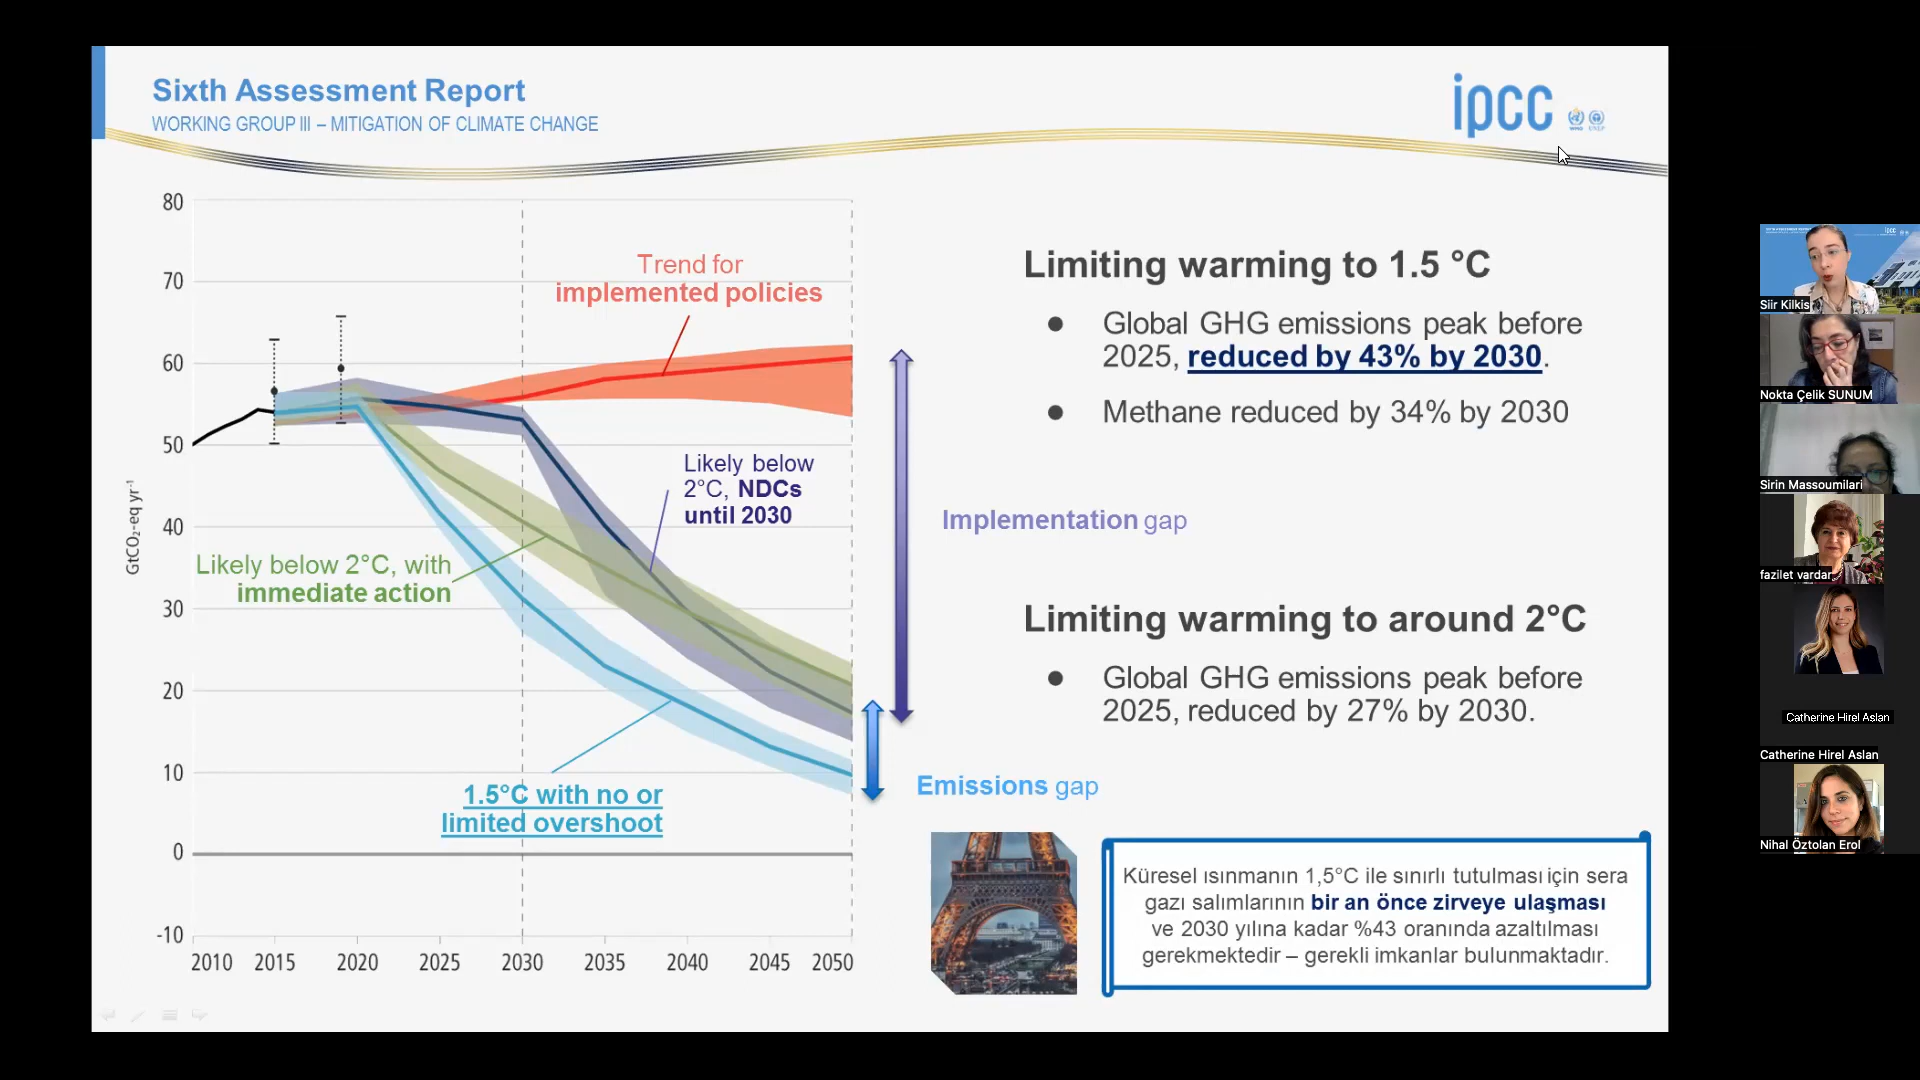 Sixth Assessment Report
WORKING GROUP III – MITIGATION OF CLIMATE CHANGE
ipcc
WMO UNEP
80
70
60
50
40
30
20
10
0
-10
GtCO2-eq yr-1
2010 2015 2020 2025 2030 2035 2040 2045 2050
Trend for
implemented policies
Likely below
2°C, NDCs
until 2030
Likely below 2°C, with
immediate action
1.5°C with no or
limited overshoot
Implementation gap
Emissions gap
Limiting warming to 1.5 °C
● Global GHG emissions peak before
2025, reduced by 43% by 2030.
● Methane reduced by 34% by 2030
Limiting warming to around 2°C
● Global GHG emissions peak before
2025, reduced by 27% by 2030.
Küresel ısınmanın 1,5°C ile sınırlı tutulması için sera
gazı salımlarının bir an önce zirveye ulaşması
ve 2030 yılına kadar %43 oranında azaltılması
gerekmektedir – gerekli imkanlar bulunmaktadır.
Siir Kilkis
Nokta Çelik SUNUM
Sirin Massoumilari
fazilet vardar
Catherine Hirel Aslan
Catherine Hirel Aslan
Nihal Öztolan Erol